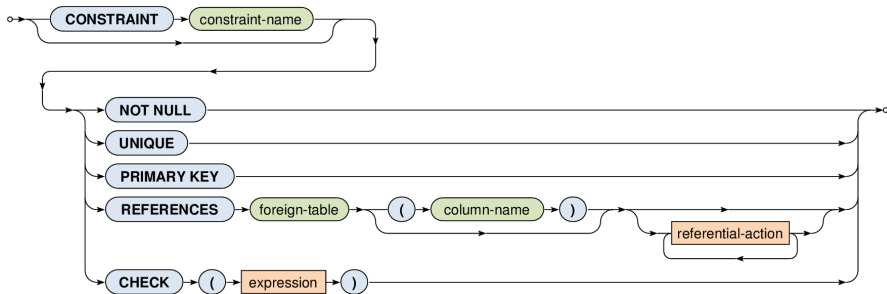 CONSTRAINT constraint-name
NOT NULL
UNIQUE
PRIMARY KEY
REFERENCES foreign-table ( column-name ) referential-action
CHECK ( expression )